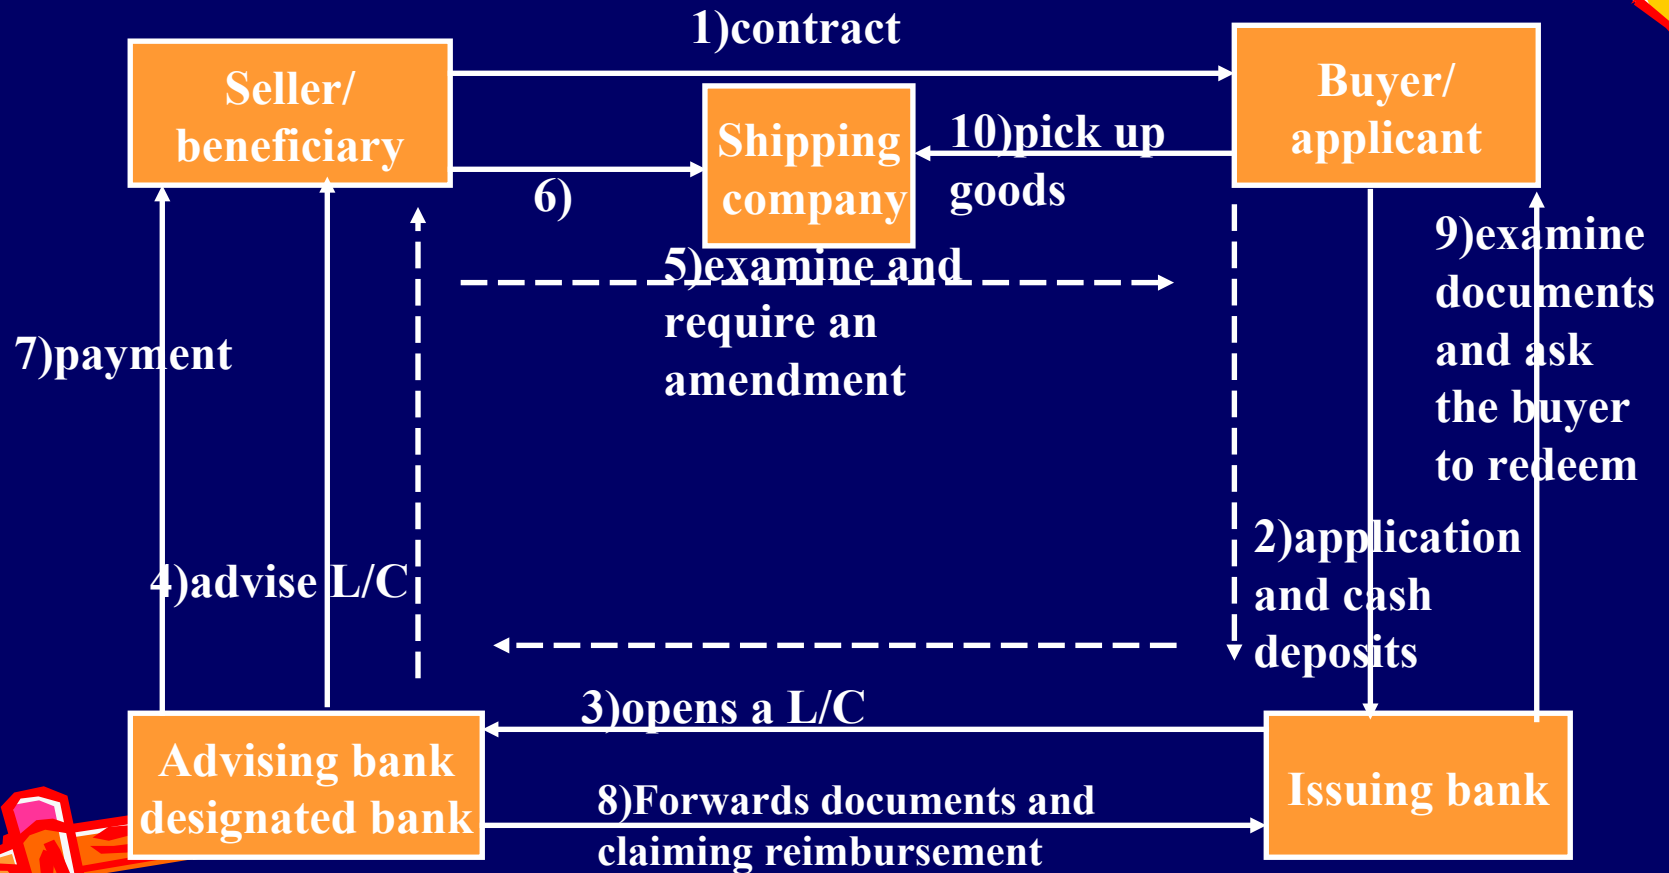 1)contract
Seller/
beneficiary
Buyer/
applicant
Shipping
company
10)pick up
goods
6)
5)examine and
require an
amendment
9)examine
documents
and ask
the buyer
to redeem
7)payment
4)advise L/C
2)application
and cash
deposits
3)opens a L/C
Advising bank
designated bank
8)Forwards documents and
claiming reimbursement
Issuing bank